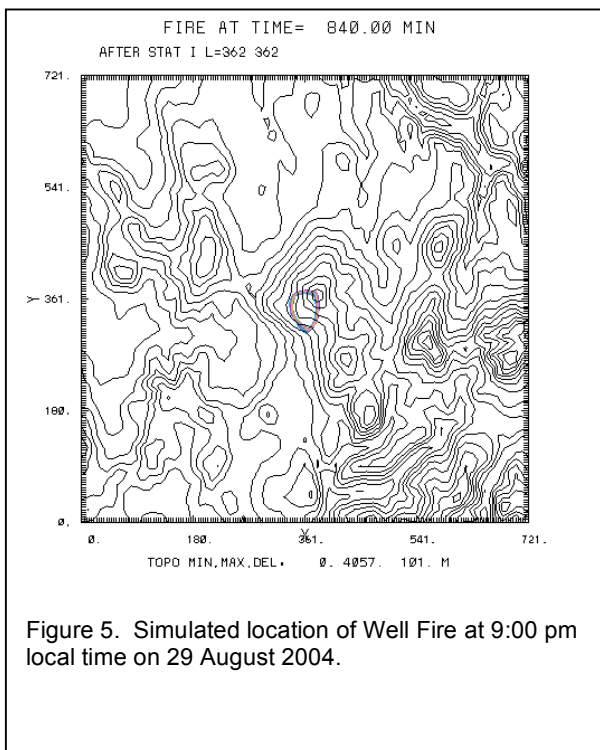 FIRE AT TIME= 840.00 MIN
AFTER STAT I L=362 362
721.
541.
Y 361.
180.
0.
0. 180. 361. 541. 721.
X
TOPO MIN,MAX,DEL. 0. 4057. 101. M
Figure 5. Simulated location of Well Fire at 9:00 pm
local time on 29 August 2004.